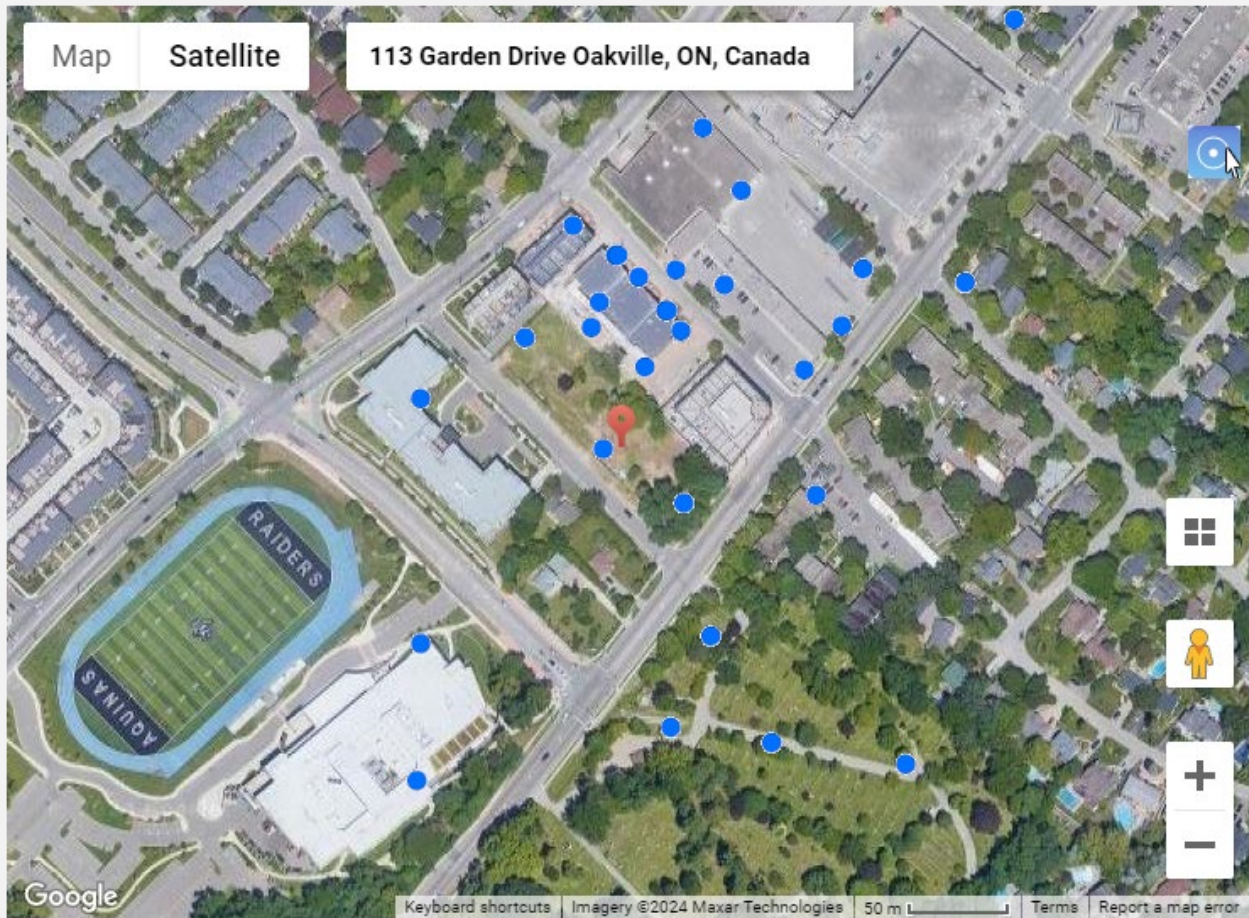 Map
Satellite
113 Garden Drive Oakville, ON, Canada
RAIDERS
AQUINAS
Google
Keyboard shortcuts
Imagery ©2024 Maxar Technologies
50 m
Terms
Report a map error